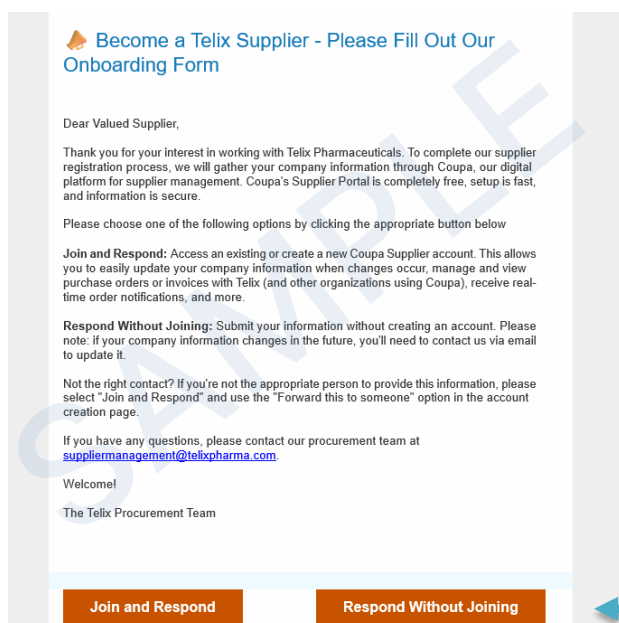 Become a Telix Supplier - Please Fill Out Our
Onboarding Form
Dear Valued Supplier,
Thank you for your interest in working with Telix Pharmaceuticals. To complete our supplier
registration process, we will gather your company information through Coupa, our digital
platform for supplier management. Coupa's Supplier Portal is completely free, setup is fast,
and information is secure.
Please choose one of the following options by clicking the appropriate button below
Join and Respond: Access an existing or create a new Coupa Supplier account. This allows
you to easily update your company information when changes occur, manage and view
purchase orders or invoices with Telix (and other organizations using Coupa), receive real-
time order notifications, and more.
Respond Without Joining: Submit your information without creating an account. Please
note: if your company information changes in the future, you'll need to contact us via email
to update it.
Not the right contact? If you're not the appropriate person to provide this information, please
select "Join and Respond" and use the "Forward this to someone" option in the account
creation page.
If you have any questions, please contact our procurement team at
suppliermanagement@telixpharma.com.
Welcome!
The Telix Procurement Team
Join and Respond
Respond Without Joining
SAMPLE